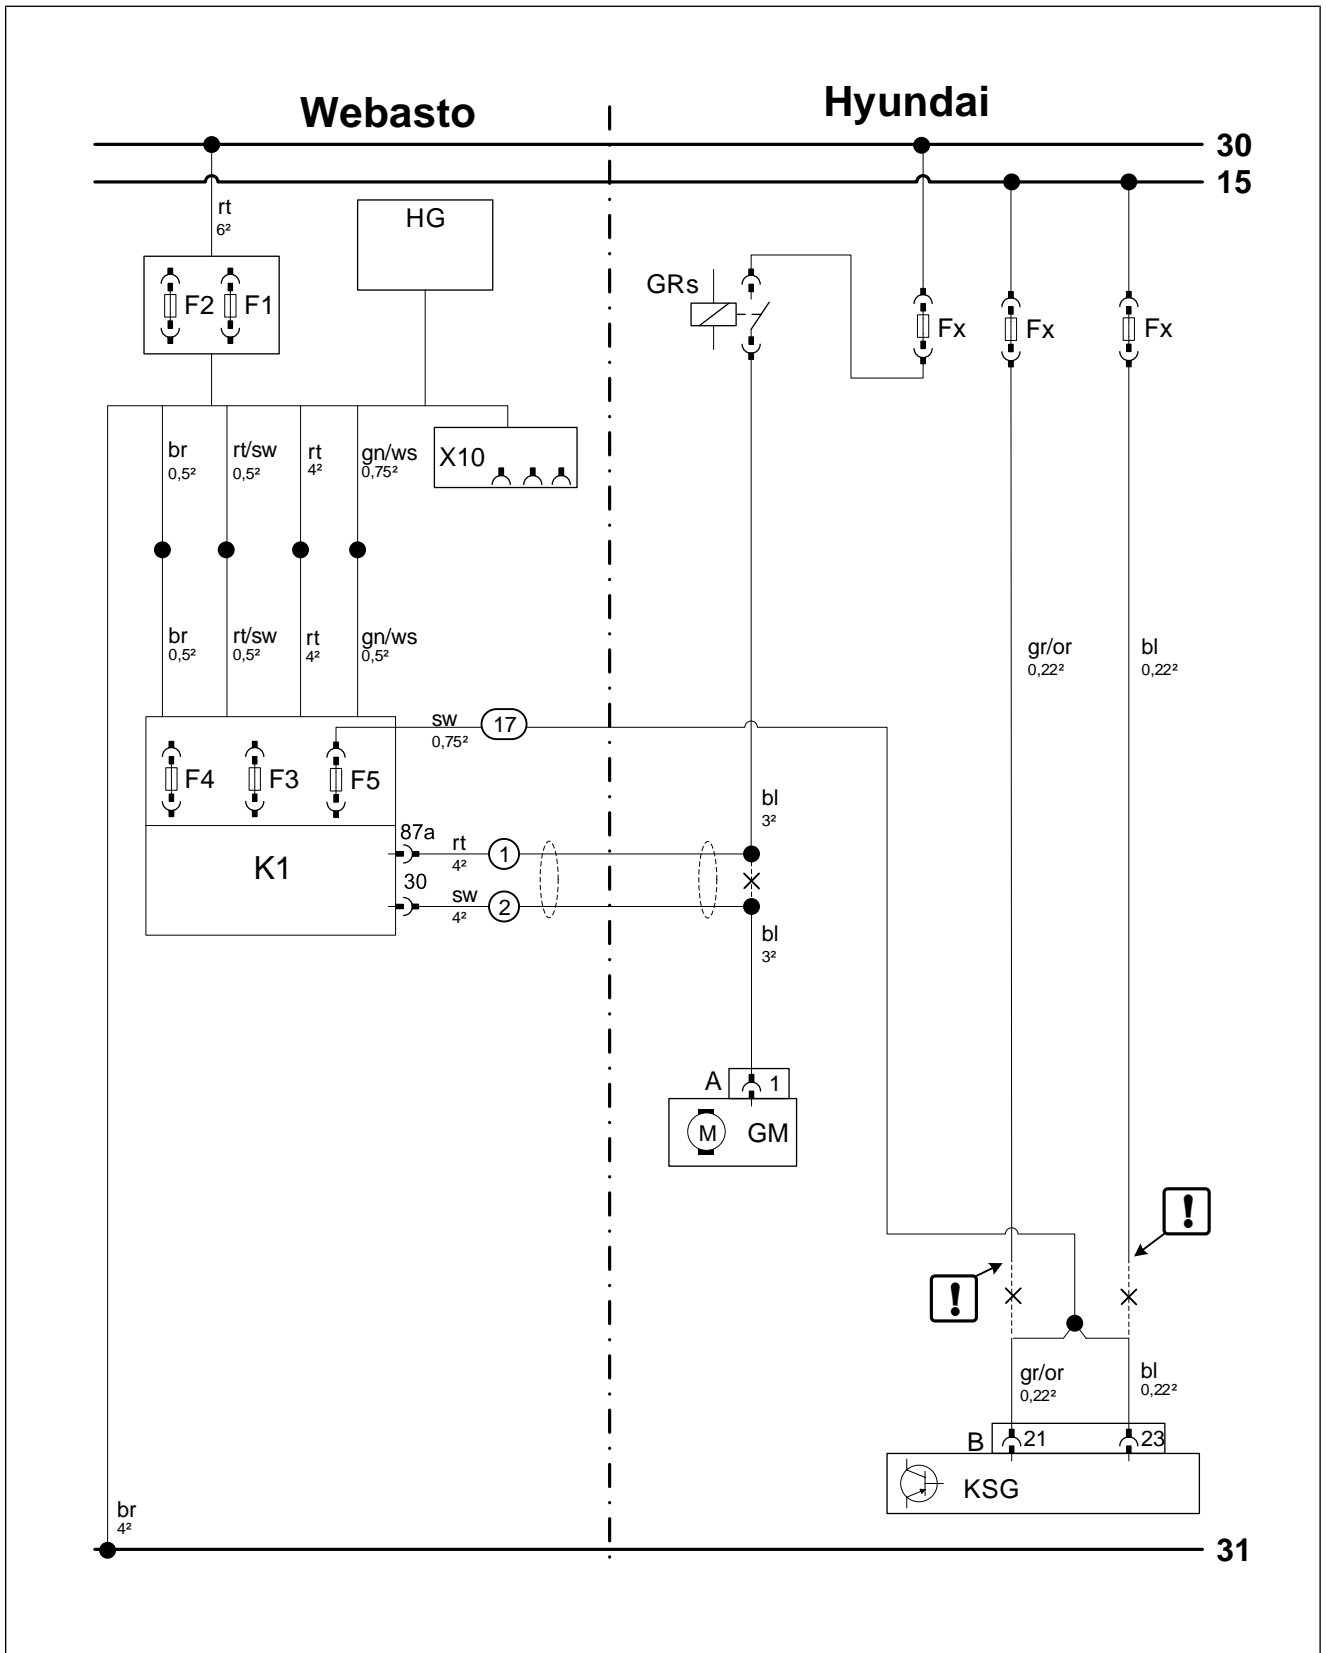 Webasto
Hyundai
30
15
rt
6²
HG
F2
F1
GRs
Fx
Fx
Fx
br
0,5²
rt/sw
0,5²
rt
4²
gn/ws
0,75²
X10
br
0,5²
rt/sw
0,5²
rt
4²
gn/ws
0,5²
gr/or
0,22²
bl
0,22²
sw
0,75²
17
F4
F3
F5
bl
3²
87a
rt
4²
1
K1
30
sw
4²
2
bl
3²
A
1
M
GM
!
!
gr/or
0,22²
bl
0,22²
B
21
23
KSG
br
4²
31